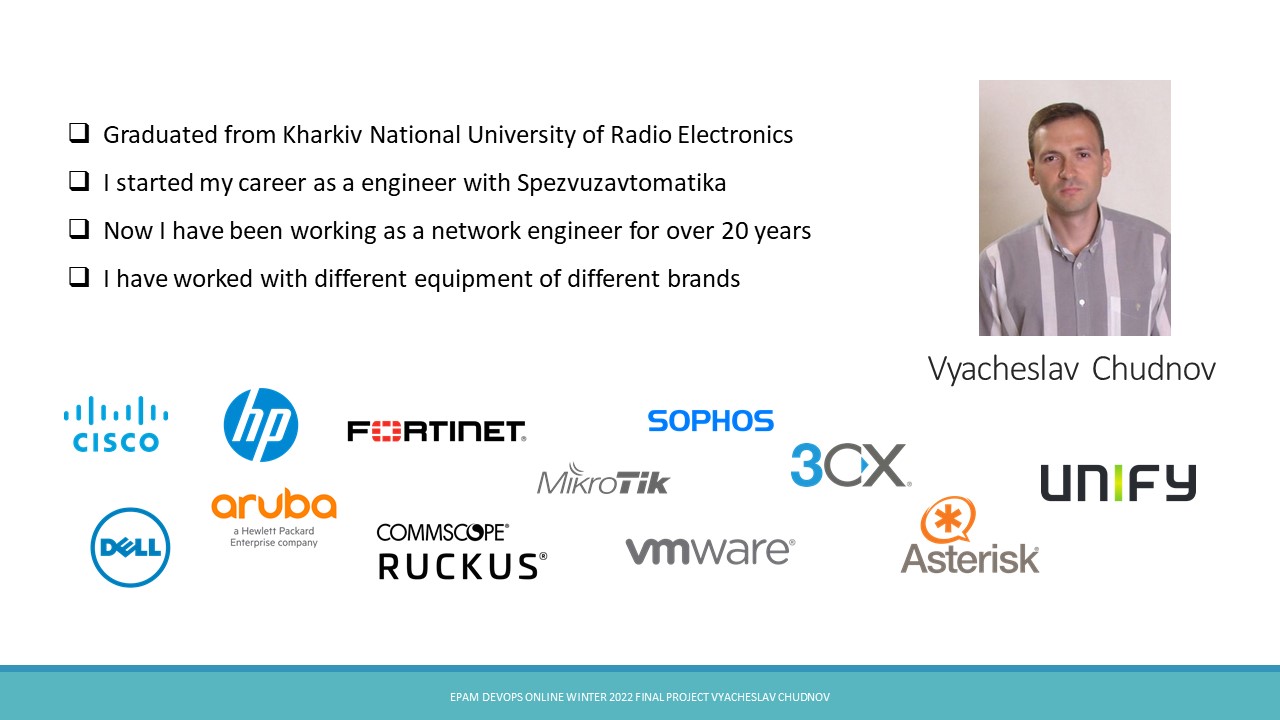 Graduated from Kharkiv National University of Radio Electronics
I started my career as a engineer with Spezvuzavtomatika
Now I have been working as a network engineer for over 20 years
I have worked with different equipment of different brands
Vyacheslav Chudnov
CISCO
hp
FORTINET®
SOPHOS
MikroTik
3CX®
UNIFY
aruba
a Hewlett Packard
Enterprise company
DELL
COMMSCOPE®
RUCKUS®
vmware®
Asterisk®
EPAM DEVOPS ONLINE WINTER 2022 FINAL PROJECT VYACHESLAV CHUDNOV